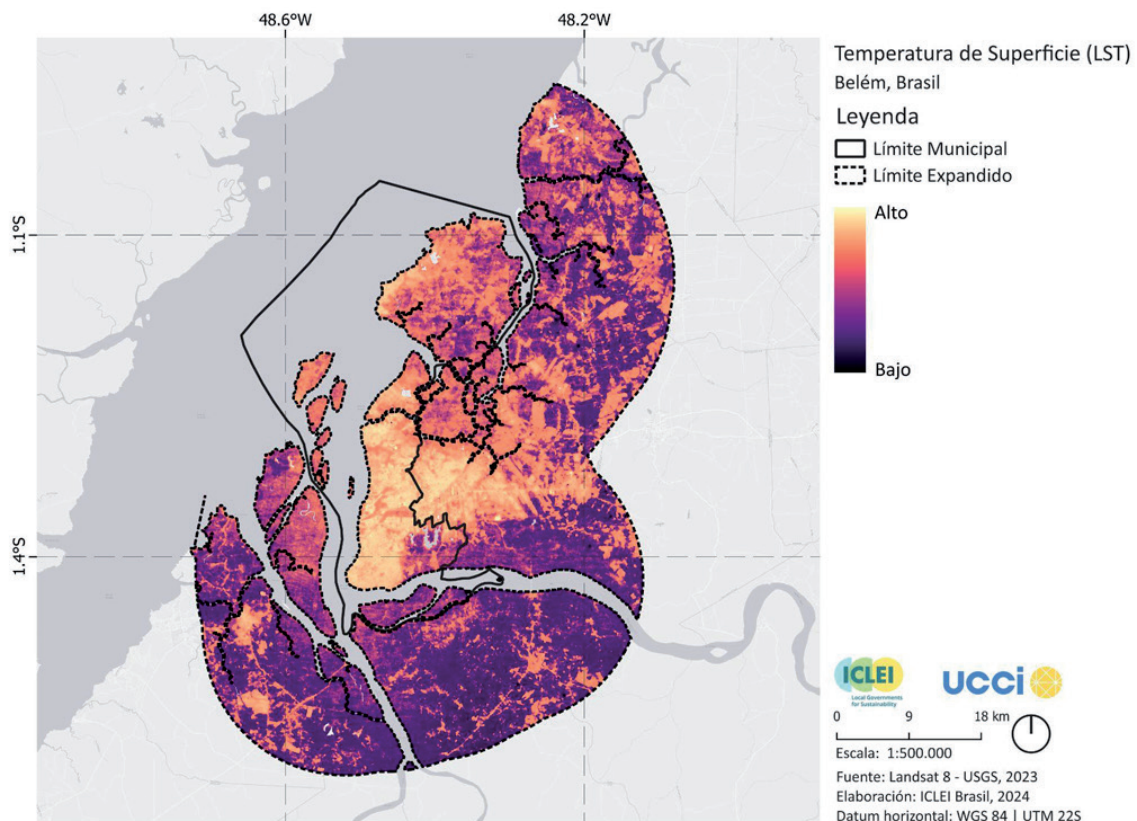 48.6°W
48.2°W
1.1°S
1.4°S
Temperatura de Superficie (LST)
Belém, Brasil
Leyenda
Límite Municipal
Límite Expandido
Alto
Bajo
ICLEI
Local Governments
for Sustainability
UCCI
0 9 18 km
Escala: 1:500.000
Fuente: Landsat 8 - USGS, 2023
Elaboración: ICLEI Brasil, 2024
Datum horizontal: WGS 84 | UTM 22S